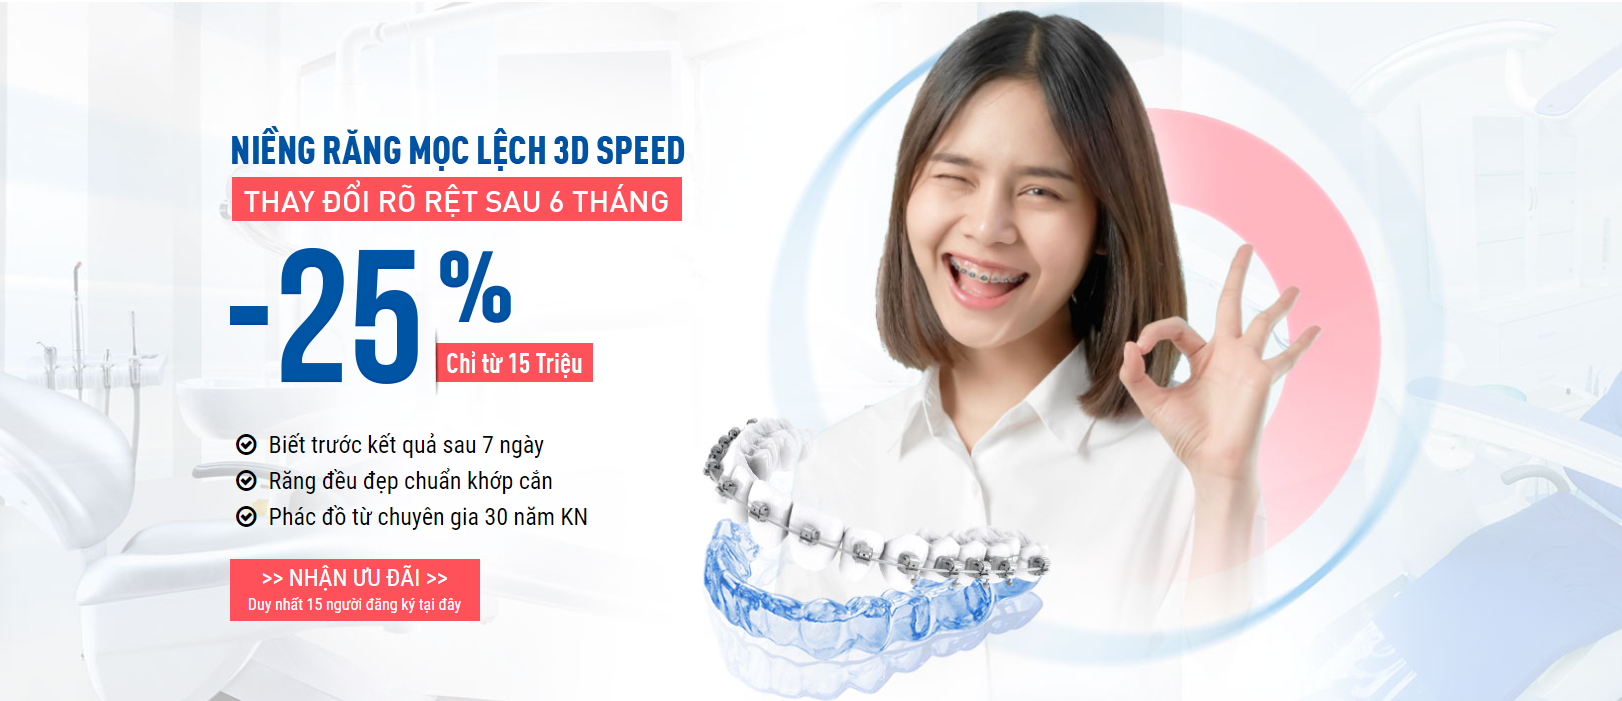 NIỀNG RĂNG MỌC LỆCH 3D SPEED
THAY ĐỔI RÕ RỆT SAU 6 THÁNG
-25%
Chỉ từ 15 Triệu
Biết trước kết quả sau 7 ngày
Răng đều đẹp chuẩn khớp cắn
Phác đồ từ chuyên gia 30 năm KN
>> NHẬN ƯU ĐÃI >>
Duy nhất 15 người đăng ký tại đây